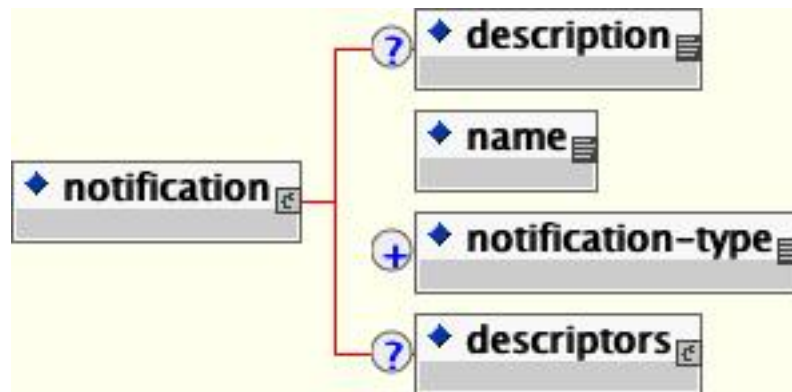 ? description
name
notification
+ notification-type
? descriptors